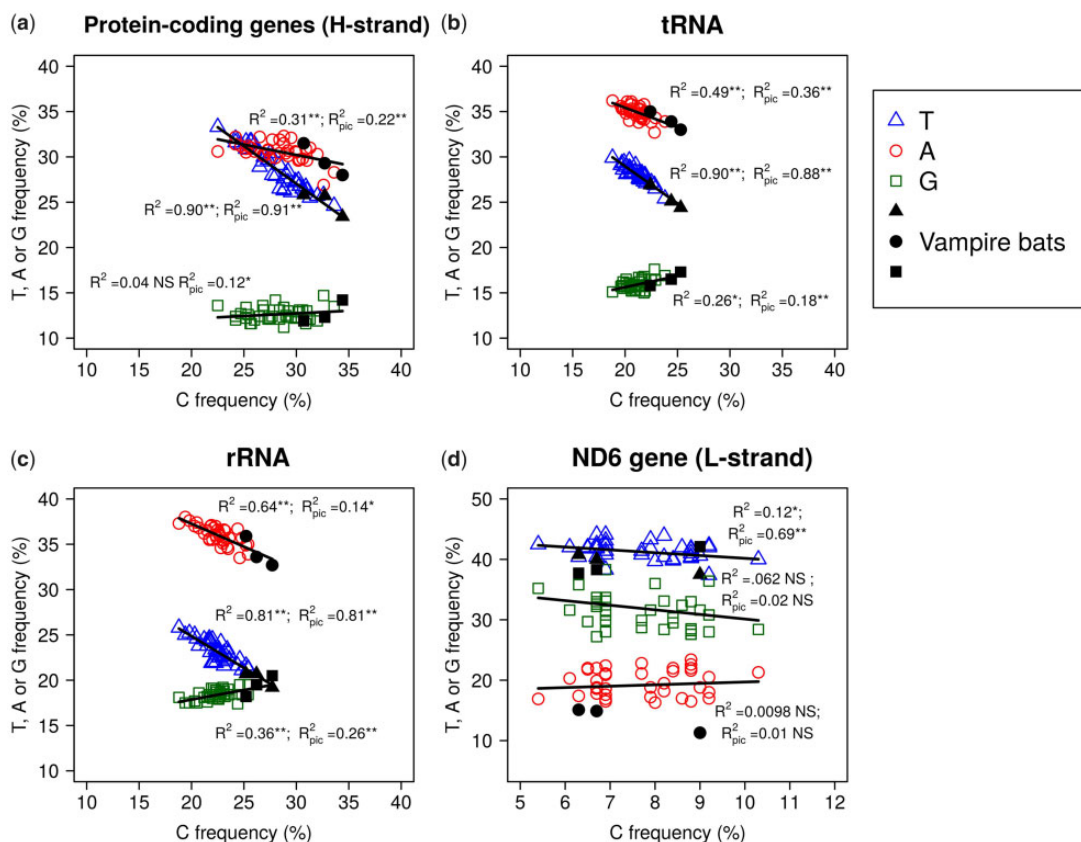 (a) Protein-coding genes (H-strand)
T, A or G frequency (%)
40
35
30
25
20
15
10
R² =0.31**; R²pic =0.22**
R² =0.90**; R²pic =0.91**
R² =0.04 NS R²pic =0.12*
10 15 20 25 30 35 40
C frequency (%)
(b) tRNA
40
35
30
25
20
15
10
R² =0.49**; R²pic =0.36**
R² =0.90**; R²pic =0.88**
R² =0.26*; R²pic =0.18**
10 15 20 25 30 35 40
C frequency (%)
T
A
G
Vampire bats
(c) rRNA
T, A or G frequency (%)
40
35
30
25
20
15
10
R² =0.64**; R²pic =0.14*
R² =0.81**; R²pic =0.81**
R² =0.36**; R²pic =0.26**
10 15 20 25 30 35 40
C frequency (%)
(d) ND6 gene (L-strand)
T, A or G frequency (%)
50
40
30
20
10
R² =0.12*;
R²pic =0.69**
R² =.062 NS ;
R²pic =0.02 NS
R² =0.0098 NS;
R²pic =0.01 NS
5 6 7 8 9 10 11 12
C frequency (%)